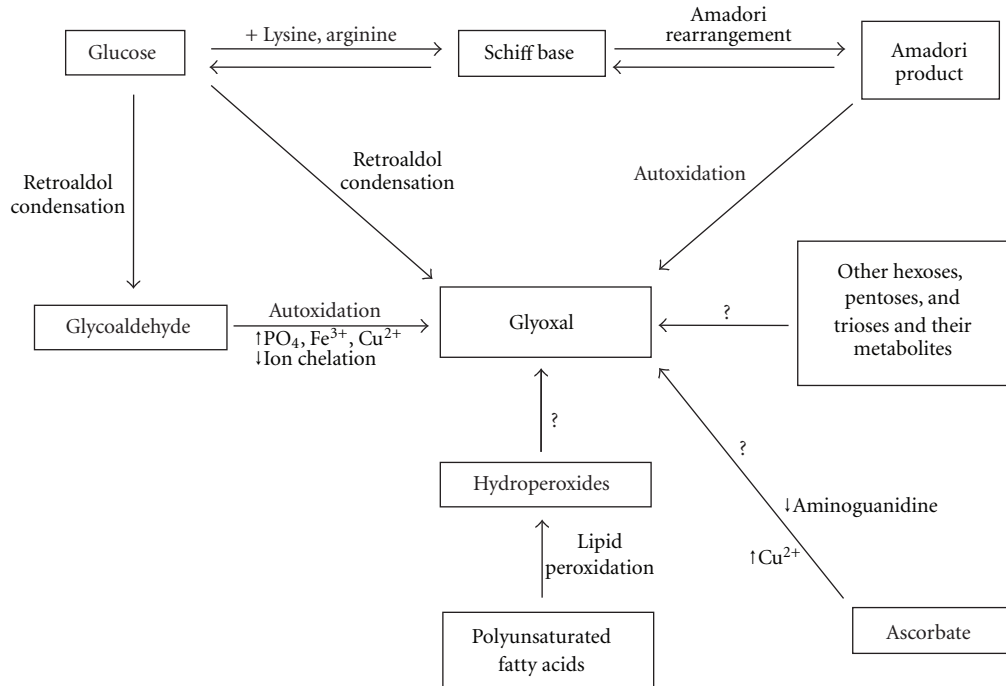 Glucose
+ Lysine, arginine
Schiff base
Amadori
rearrangement
Amadori
product
Retroaldol
condensation
Retroaldol
condensation
Autoxidation
Glycoaldehyde
Autoxidation
↑PO₄, Fe³⁺, Cu²⁺
↓Ion chelation
Glyoxal
?
Other hexoses,
pentoses, and
trioses and their
metabolites
?
Hydroperoxides
?
↓Aminoguanidine
↑Cu²⁺
Lipid
peroxidation
Polyunsaturated
fatty acids
Ascorbate